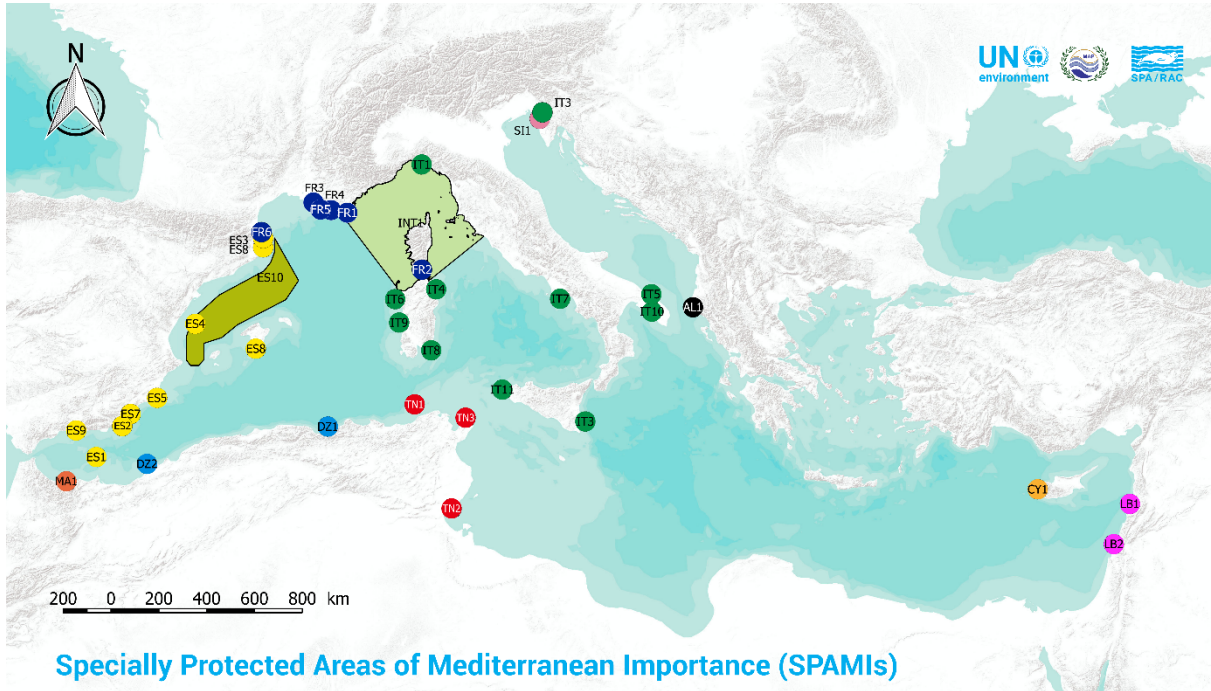 N
UN
environment
MAP
SPA/RAC
IT3
SI1
IT1
FR3
FR4
FR5
FR1
INT1
FR6
ES3
ES8
FR2
ES10
IT4
IT6
IT7
IT5
IT10
AL1
ES4
IT9
ES8
IT8
IT11
ES5
TN1
ES7
TN3
ES2
IT3
ES9
DZ1
ES1
DZ2
MA1
CY1
LB1
TN2
LB2
200 0 200 400 600 800 km
Specially Protected Areas of Mediterranean Importance (SPAMIs)